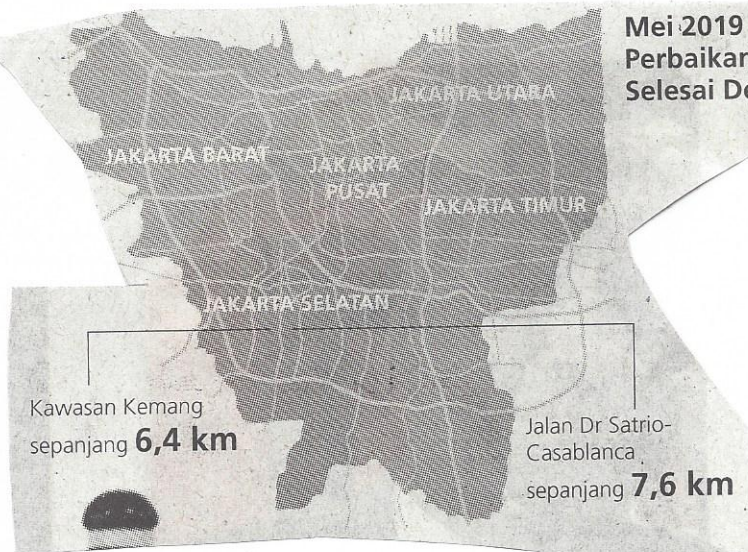 Mei 2019
Perbaikan
Selesai
JAKARTA UTARA
JAKARTA BARAT
JAKARTA
PUSAT
JAKARTA TIMUR
JAKARTA SELATAN
Kawasan Kemang
sepanjang 6,4 km
Jalan Dr Satrio-
Casablanca
sepanjang 7,6 km